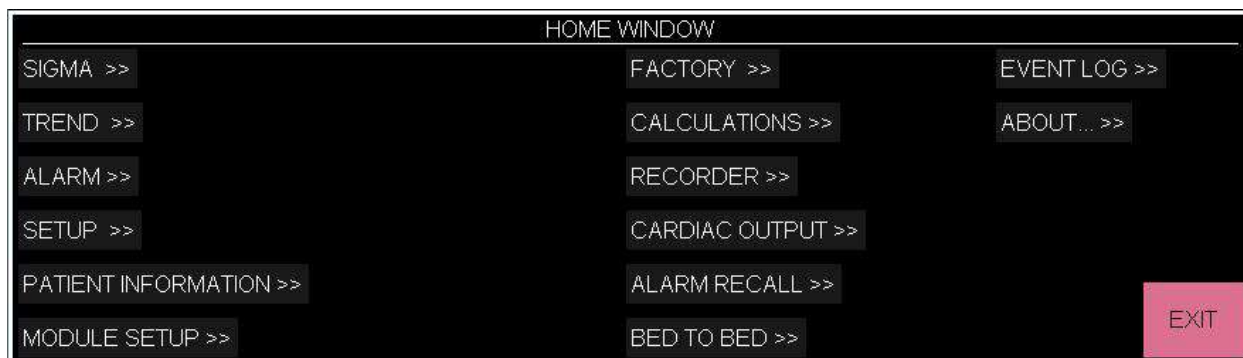 HOME WINDOW
SIGMA >>
TREND >>
ALARM >>
SETUP >>
PATIENT INFORMATION >>
MODULE SETUP >>
FACTORY >>
CALCULATIONS >>
RECORDER >>
CARDIAC OUTPUT >>
ALARM RECALL >>
BED TO BED >>
EVENT LOG >>
ABOUT... >>
EXIT